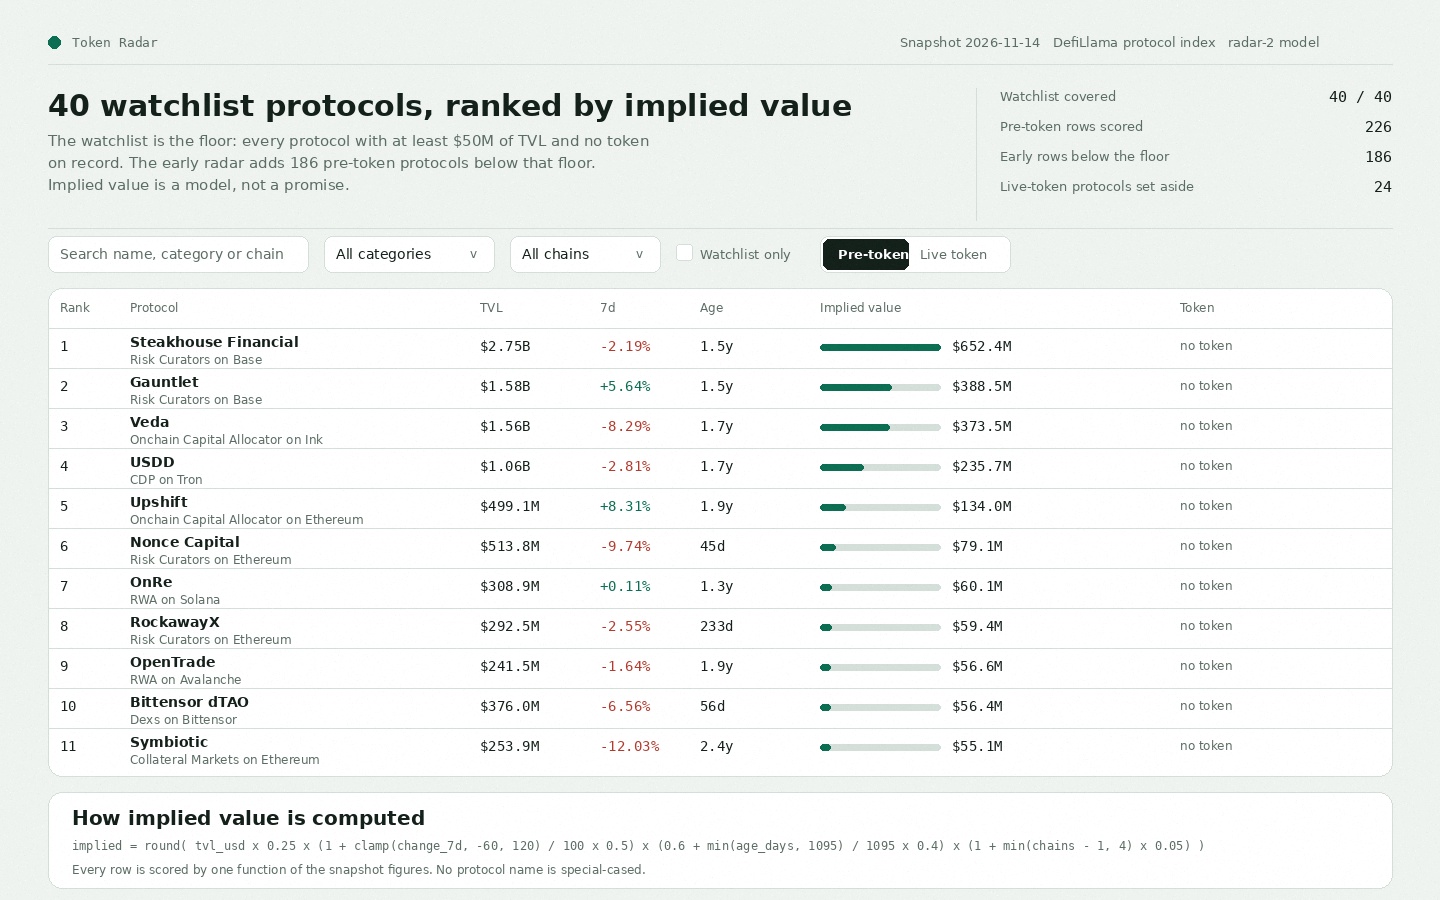 Token Radar
Snapshot 2026-11-14 DefiLlama protocol index radar-2 model
40 watchlist protocols, ranked by implied value
The watchlist is the floor: every protocol with at least $50M of TVL and no token
on record. The early radar adds 186 pre-token protocols below that floor.
Implied value is a model, not a promise.
Watchlist covered 40 / 40
Pre-token rows scored 226
Early rows below the floor 186
Live-token protocols set aside 24
Search name, category or chain All categories v All chains v Watchlist only Pre-token Live token
Rank Protocol TVL 7d Age Implied value Token
1 Steakhouse Financial $2.75B -2.19% 1.5y $652.4M no token
Risk Curators on Base
2 Gauntlet $1.58B +5.64% 1.5y $388.5M no token
Risk Curators on Base
3 Veda $1.56B -8.29% 1.7y $373.5M no token
Onchain Capital Allocator on Ink
4 USDD $1.06B -2.81% 1.7y $235.7M no token
CDP on Tron
5 Upshift $499.1M +8.31% 1.9y $134.0M no token
Onchain Capital Allocator on Ethereum
6 Nonce Capital $513.8M -9.74% 45d $79.1M no token
Risk Curators on Ethereum
7 OnRe $308.9M +0.11% 1.3y $60.1M no token
RWA on Solana
8 RockawayX $292.5M -2.55% 233d $59.4M no token
Risk Curators on Ethereum
9 OpenTrade $241.5M -1.64% 1.9y $56.6M no token
RWA on Avalanche
10 Bittensor dTAO $376.0M -6.56% 56d $56.4M no token
Dexs on Bittensor
11 Symbiotic $253.9M -12.03% 2.4y $55.1M no token
Collateral Markets on Ethereum
How implied value is computed
implied = round( tvl_usd x 0.25 x (1 + clamp(change_7d, -60, 120) / 100 x 0.5) x (0.6 + min(age_days, 1095) / 1095 x 0.4) x (1 + min(chains - 1, 4) x 0.05) )
Every row is scored by one function of the snapshot figures. No protocol name is special-cased.